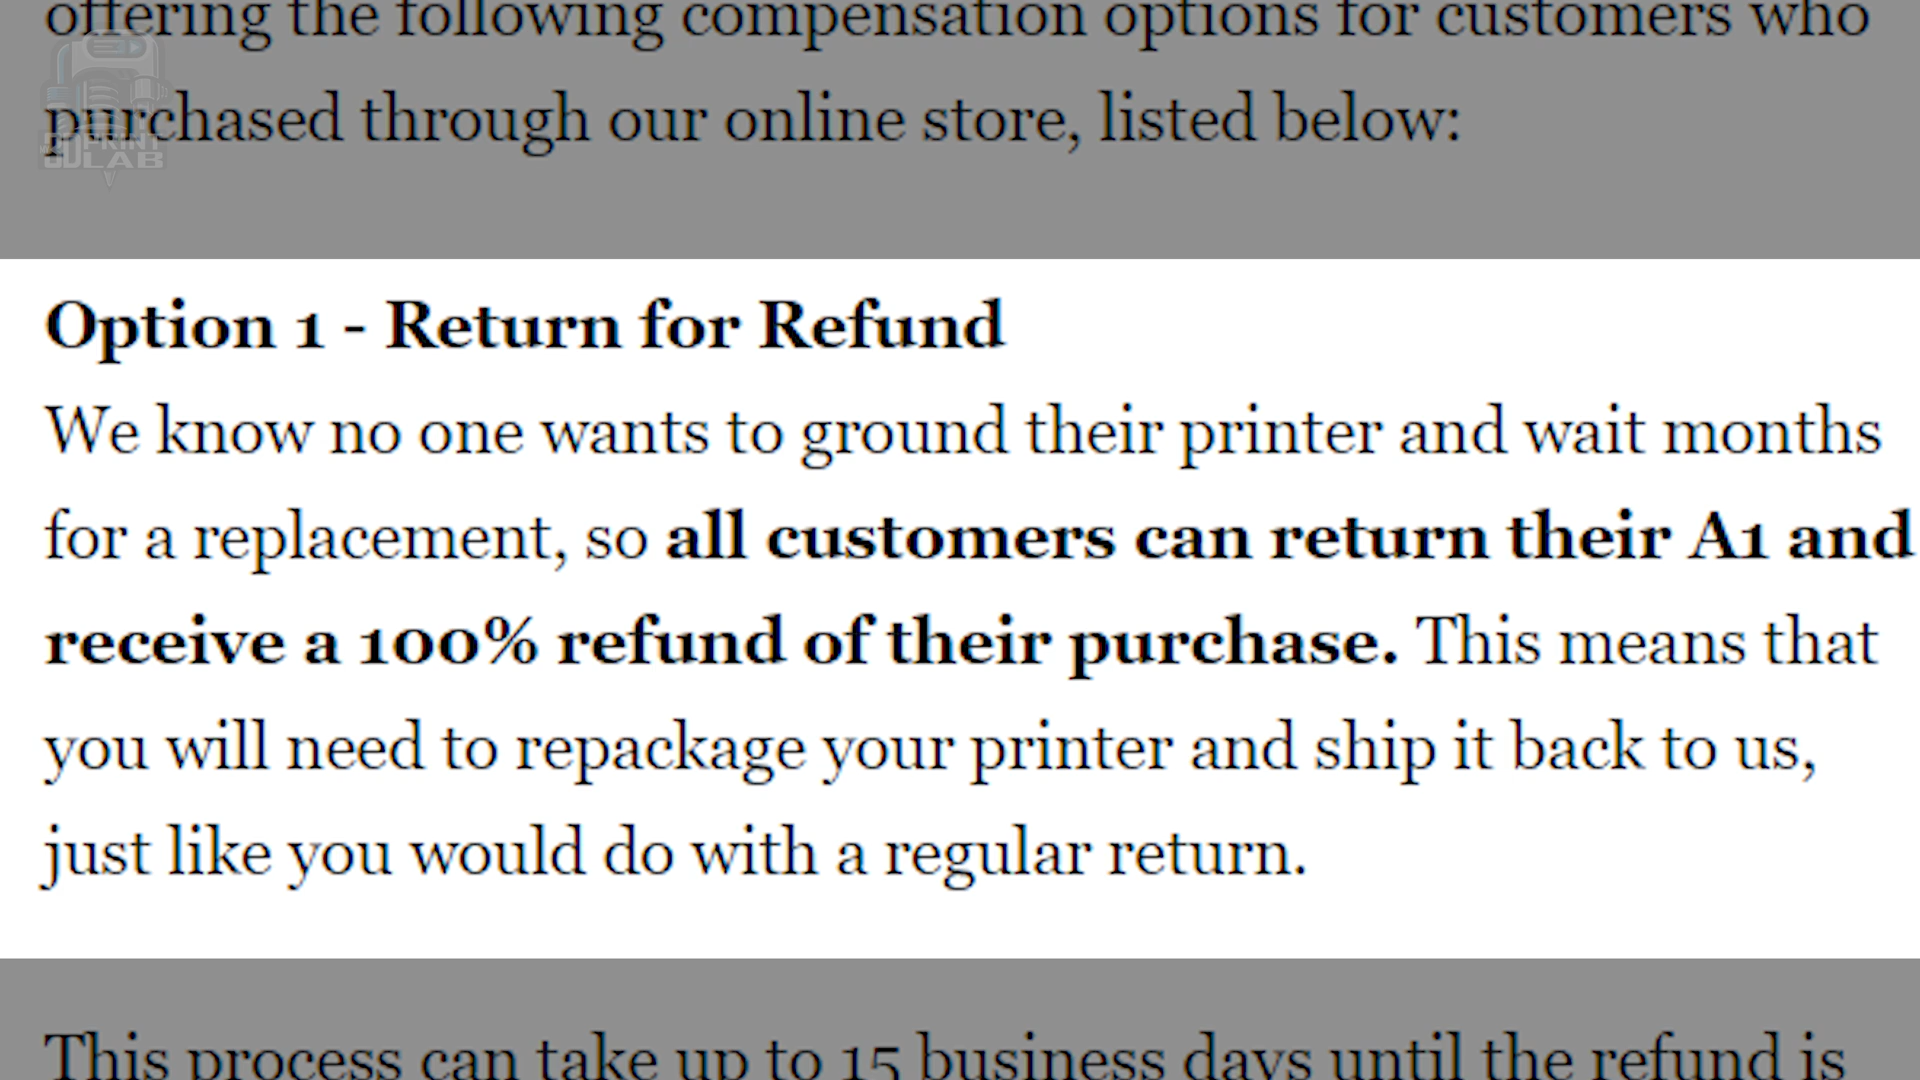 offering the following compensation options for customers who
purchased through our online store, listed below:
3D PRINT
LAB
Option 1 - Return for Refund
We know no one wants to ground their printer and wait months
for a replacement, so all customers can return their A1 and
receive a 100% refund of their purchase. This means that
you will need to repackage your printer and ship it back to us,
just like you would do with a regular return.
This process can take up to 15 business days until the refund is